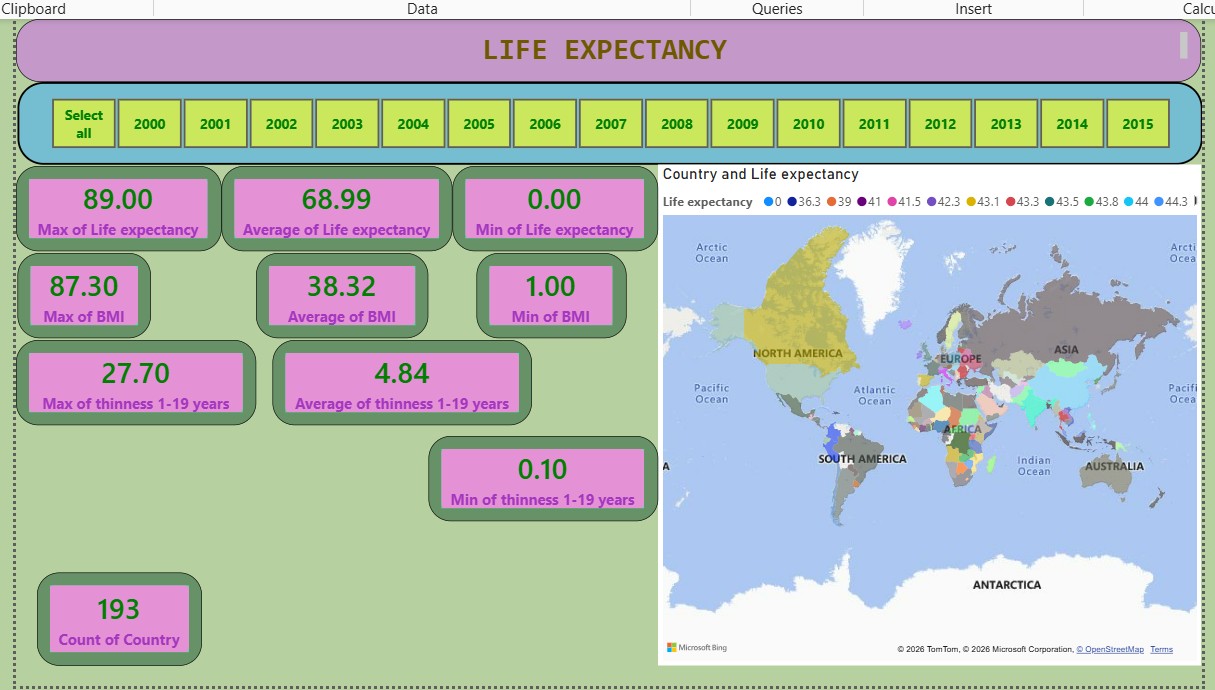 Clipboard Data Queries Insert Calcu
LIFE EXPECTANCY
Select all 2000 2001 2002 2003 2004 2005 2006 2007 2008 2009 2010 2011 2012 2013 2014 2015
89.00
Max of Life expectancy
68.99
Average of Life expectancy
0.00
Min of Life expectancy
87.30
Max of BMI
38.32
Average of BMI
1.00
Min of BMI
27.70
Max of thinness 1-19 years
4.84
Average of thinness 1-19 years
0.10
Min of thinness 1-19 years
193
Count of Country
Country and Life expectancy
Life expectancy 0 36.3 39 41 41.5 42.3 43.1 43.3 43.5 43.8 44 44.3
Arctic
Ocean
Arcti
Ocea
NORTH AMERICA
EUROPE
ASIA
Pacific
Ocean
Atlantic
Ocean
Pacifi
Ocea
AFRICA
SOUTH AMERICA
Indian
Ocean
AUSTRALIA
A
ANTARCTICA
Microsoft Bing
© 2026 TomTom, © 2026 Microsoft Corporation, © OpenStreetMap Terms